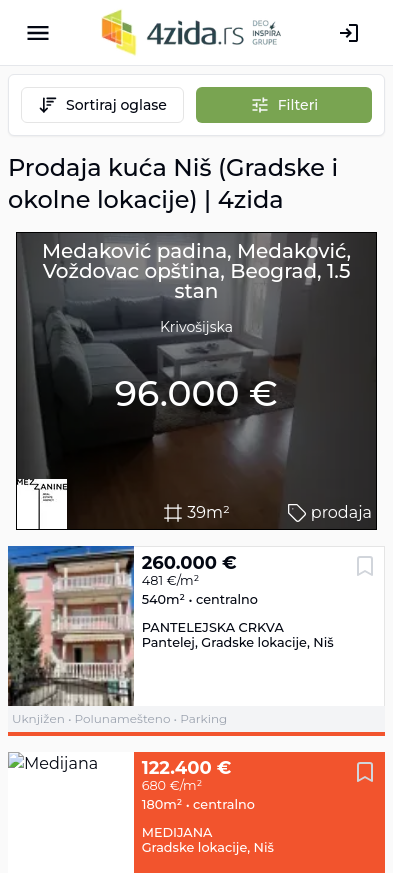 4zida.rs
DEO
INSPIRA
GRUPE
Sortiraj oglase
Filteri
Prodaja kuća Niš (Gradske i
okolne lokacije) | 4zida
Medaković padina, Medaković,
Voždovac opština, Beograd, 1.5
stan
Krivošijska
96.000 €
MEZ
ZANINE
39m²
prodaja
260.000 €
481 €/m²
540m² • centralno
PANTELEJSKA CRKVA
Pantelej, Gradske lokacije, Niš
Uknjižen • Polunamešteno • Parking
Medijana
122.400 €
680 €/m²
180m² • centralno
MEDIJANA
Gradske lokacije, Niš